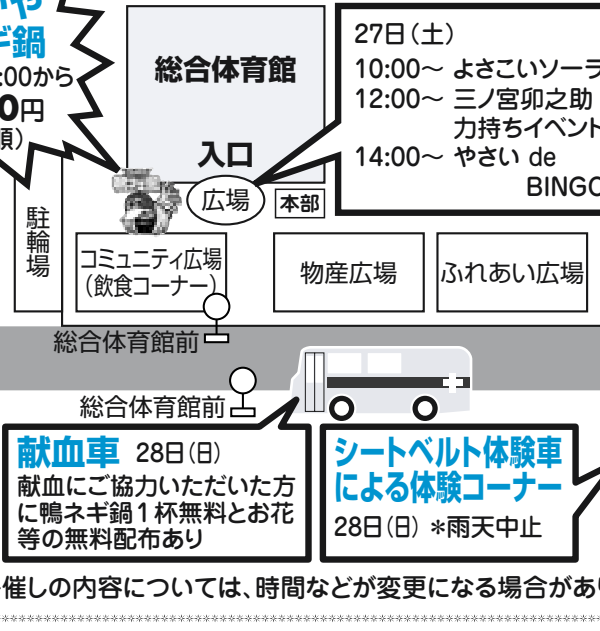 や
ギ鍋
:00から
0円
総合体育館
入口
広場
本部
27日(土)
10:00～ よさこいソーラ
12:00～ 三ノ宮卯之助
力持ちイベント
14:00～ やさい de
BINGO
駐輪場
コミュニティ広場
(飲食コーナー)
物産広場
ふれあい広場
総合体育館前
総合体育館前
献血車 28日(日)
献血にご協力いただいた方
に鴨ネギ鍋1杯無料とお花
等の無料配布あり
シートベルト体験車
による体験コーナー
28日(日) *雨天中止
催しの内容については、時間などが変更になる場合があ